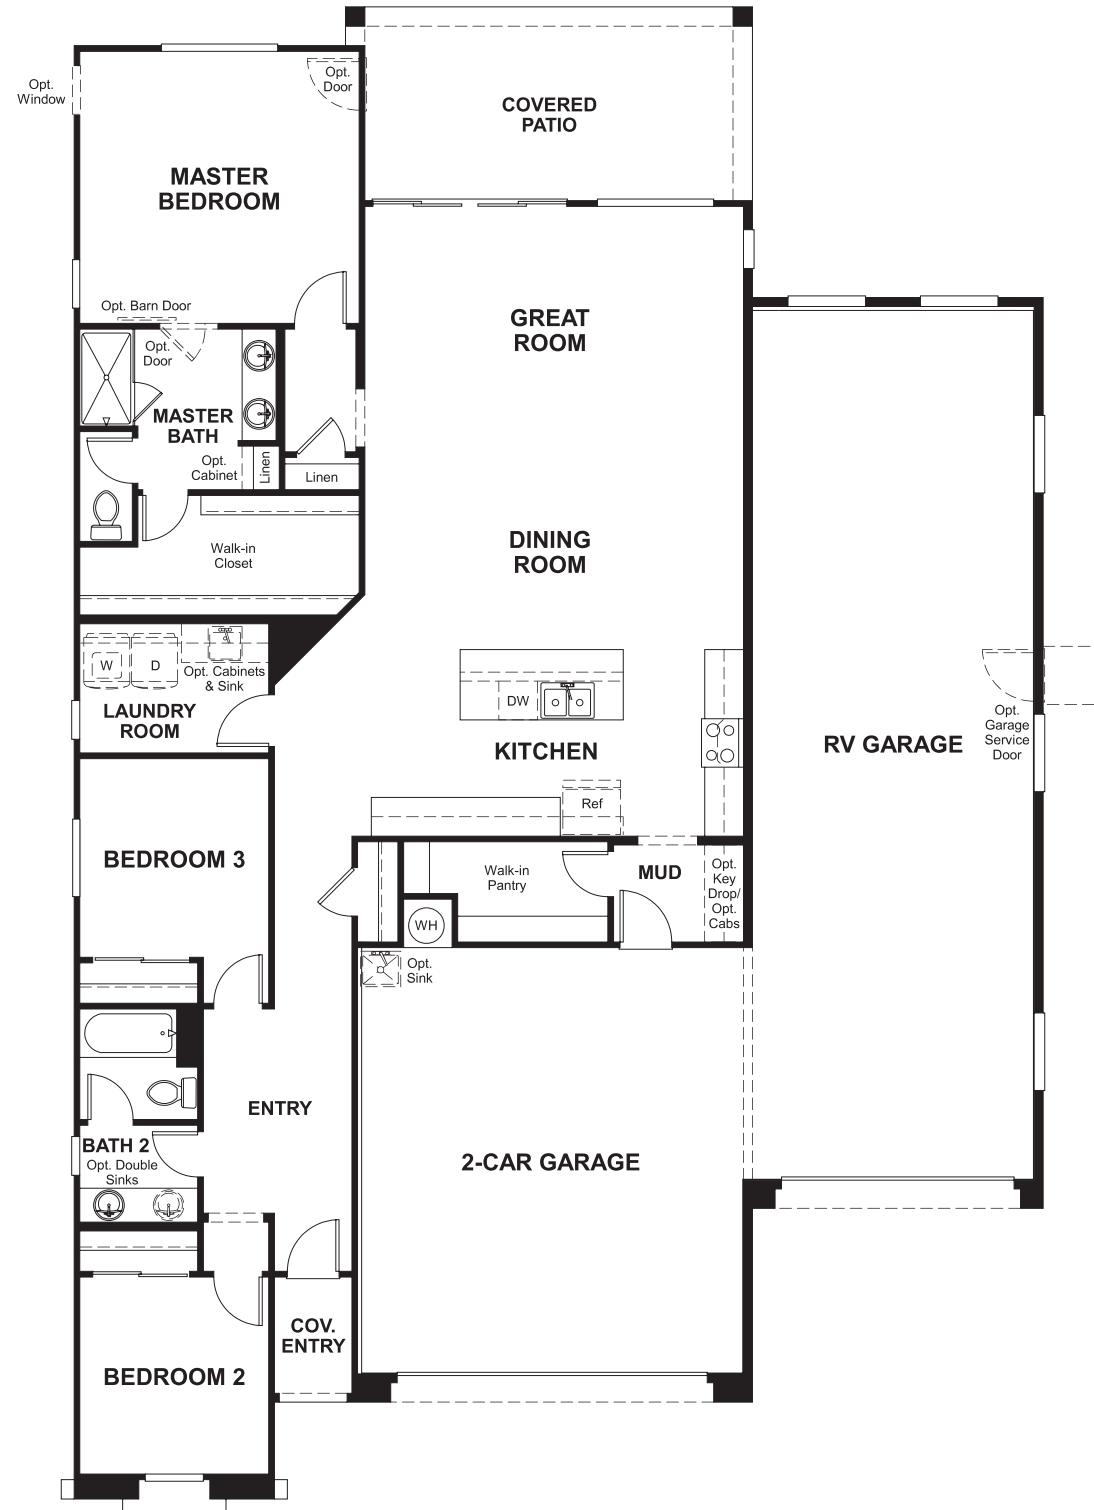 Opt.
Window
Opt.
Door
COVERED
PATIO
MASTER
BEDROOM
Opt. Barn Door
Opt.
Door
GREAT
ROOM
MASTER
BATH
Opt.
Cabinet
Linen
Linen
DINING
ROOM
Walk-in
Closet
W
D
Opt. Cabinets
& Sink
LAUNDRY
ROOM
DW
KITCHEN
RV GARAGE
Opt.
Garage
Service
Door
Ref
BEDROOM 3
Walk-in
Pantry
MUD
Opt.
Key
Drop/
Opt.
Cabs
WH
Opt.
Sink
ENTRY
BATH 2
Opt. Double
Sinks
2-CAR GARAGE
COV.
ENTRY
BEDROOM 2